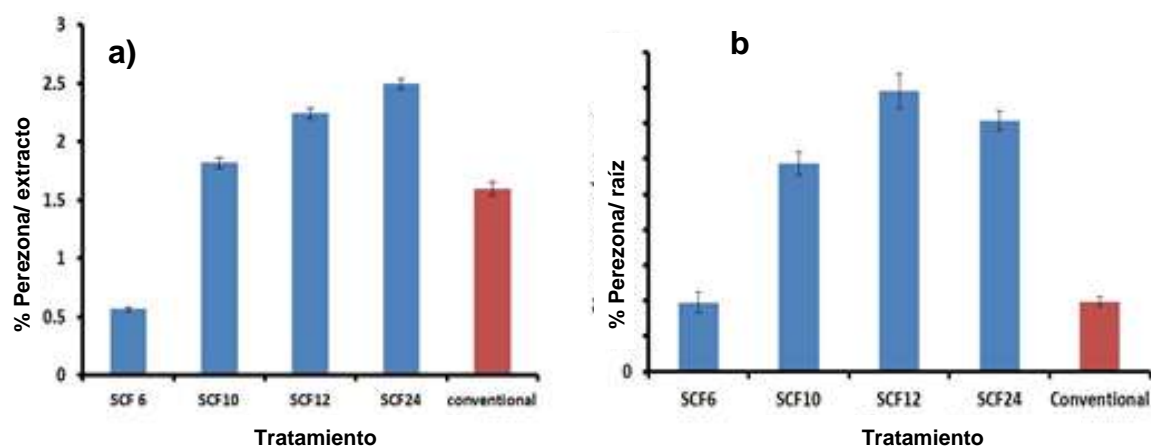 a)
% Perezona/ extracto
3
2.5
2
1.5
1
0.5
0
SCF 6 SCF10 SCF12 SCF24 conventional
Tratamiento
b
% Perezona/ raíz
0
SCF6 SCF10 SCF12 SCF24 Conventional
Tratamiento